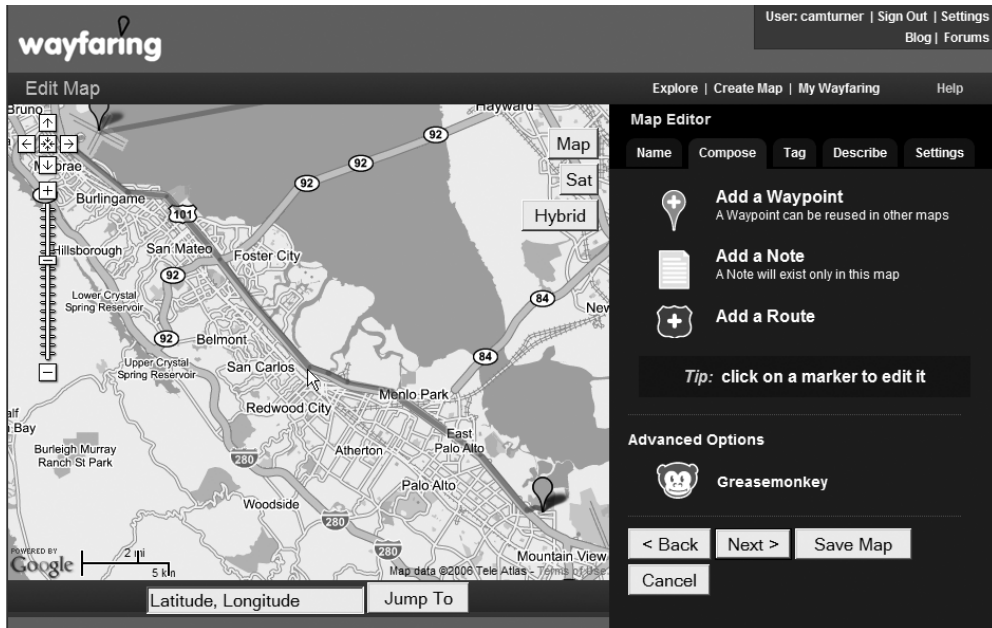 wayfaring
User: camturner | Sign Out | Settings
Blog | Forums
Edit Map
Explore | Create Map | My Wayfaring
Help
Map Editor
Name
Compose
Tag
Describe
Settings
Add a Waypoint
A Waypoint can be reused in other maps
Add a Note
A Note will exist only in this map
Add a Route
Tip: click on a marker to edit it
Advanced Options
Greasemonkey
< Back
Next >
Save Map
Cancel
Bruno
Hayward
92
Map
Sat
Hybrid
92
92
Burlingame
101
Hillsborough
San Mateo
Foster City
92
Lower Crystal
Spring Reservoir
84
New
92
Belmont
Upper Crystal
Spring Reservoir
San Carlos
84
Menlo Park
Redwood City
alf
Bay
Burleigh Murray
Ranch St Park
280
Atherton
East
Palo Alto
Palo Alto
Woodside
280
280
Mountain View
POWERED BY
Google
2 mi
5 km
Map data ©2006 Tele Atlas - Terms of Use
Latitude, Longitude
Jump To